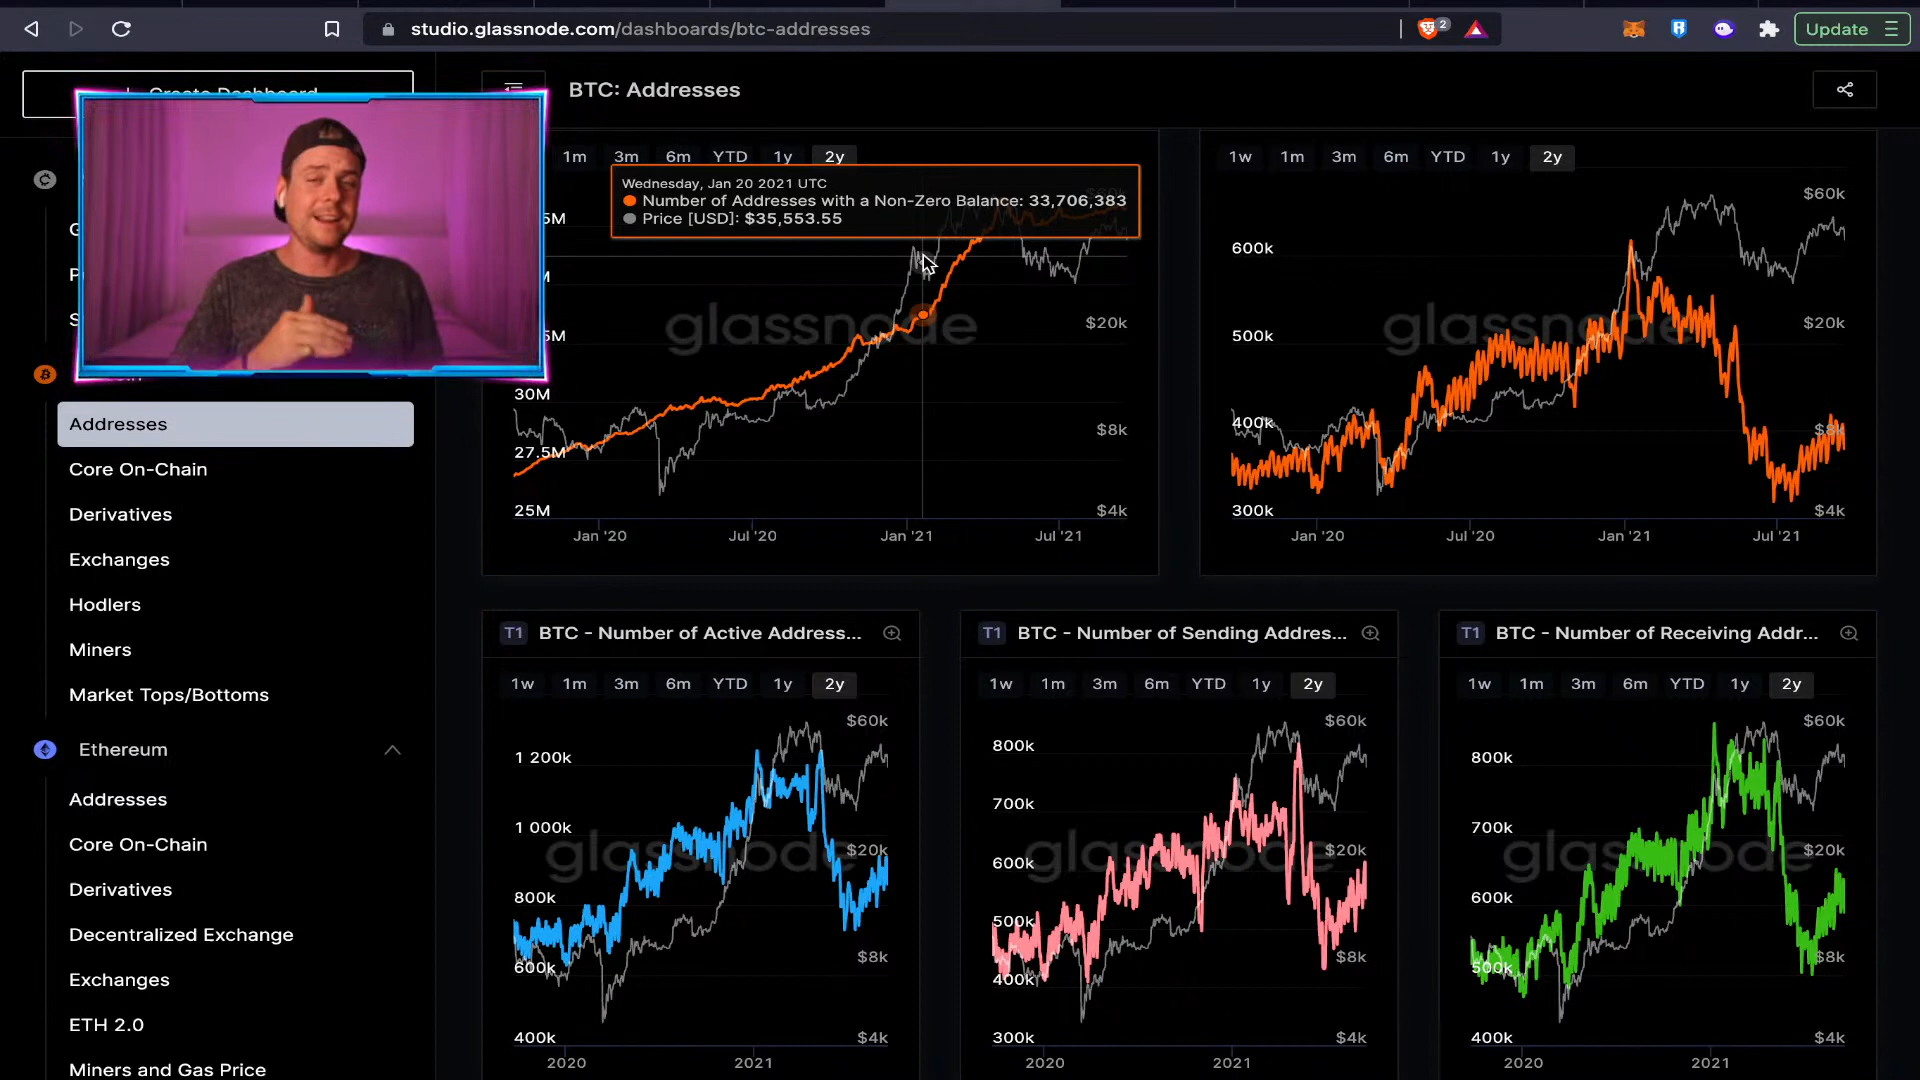 studio.glassnode.com/dashboards/btc-addresses
2
Update
Create Dashboard
BTC: Addresses
1m 3m 6m YTD 1y 2y
Wednesday, Jan 20 2021 UTC
Number of Addresses with a Non-Zero Balance: 33,706,383
Price [USD]: $35,553.55
30M
27.5M
25M
$20k
$8k
$4k
glassnode
Jan '20 Jul '20 Jan '21 Jul '21
1w 1m 3m 6m YTD 1y 2y
600k
500k
400k
300k
$60k
$20k
$8k
$4k
glassnode
Jan '20 Jul '20 Jan '21 Jul '21
Addresses
Core On-Chain
Derivatives
Exchanges
Hodlers
Miners
Market Tops/Bottoms
Ethereum
Addresses
Core On-Chain
Derivatives
Decentralized Exchange
Exchanges
ETH 2.0
Miners and Gas Price
T1 BTC - Number of Active Address...
1w 1m 3m 6m YTD 1y 2y
1 200k
1 000k
800k
600k
400k
$60k
$20k
$8k
$4k
glassnode
2020 2021
T1 BTC - Number of Sending Addres...
1w 1m 3m 6m YTD 1y 2y
800k
700k
600k
500k
400k
300k
$60k
$20k
$8k
$4k
glassnode
2020 2021
T1 BTC - Number of Receiving Addr...
1w 1m 3m 6m YTD 1y 2y
800k
700k
600k
500k
400k
$60k
$20k
$8k
$4k
glassnode
2020 2021